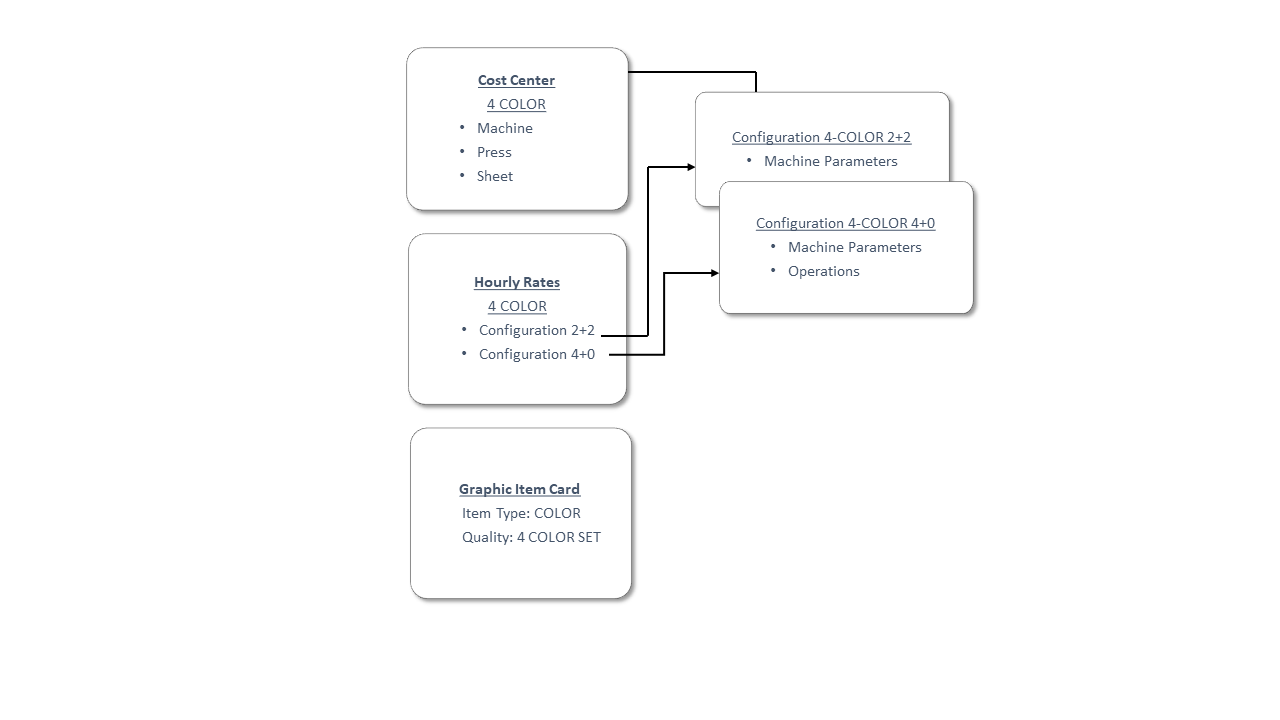 Cost Center
4 COLOR
• Machine
• Press
• Sheet
Configuration 4-COLOR 2+2
• Machine Parameters
Configuration 4-COLOR 4+0
• Machine Parameters
• Operations
Hourly Rates
4 COLOR
• Configuration 2+2
• Configuration 4+0
Graphic Item Card
Item Type: COLOR
Quality: 4 COLOR SET